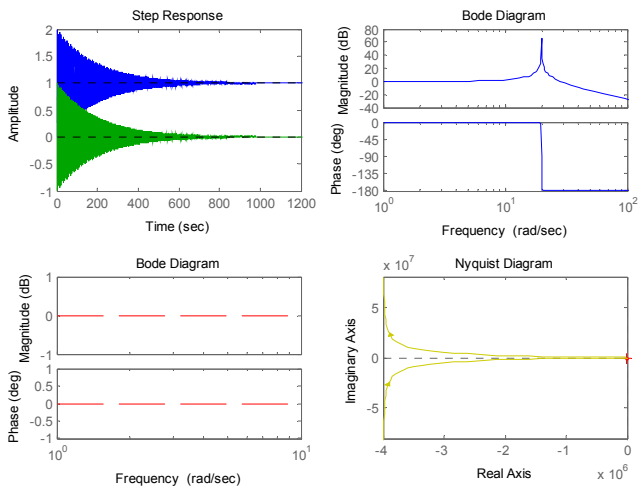 Step Response
2
1.5
1
0.5
0
-0.5
-1
Amplitude
0 200 400 600 800 1000 1200
Time (sec)
Bode Diagram
80
60
40
20
0
20
40
Magnitude (dB)
0
-45
-90
-135
-180
Phase (deg)
10^0 10^1 10^2
Frequency (rad/sec)
Bode Diagram
1
0
-1
Magnitude (dB)
1
0.5
0
-0.5
-1
Phase (deg)
10^0 10^1
Frequency (rad/sec)
Nyquist Diagram
x 10^7
5
0
-5
Imaginary Axis
-4 -3 -2 -1 0
Real Axis x 10^6